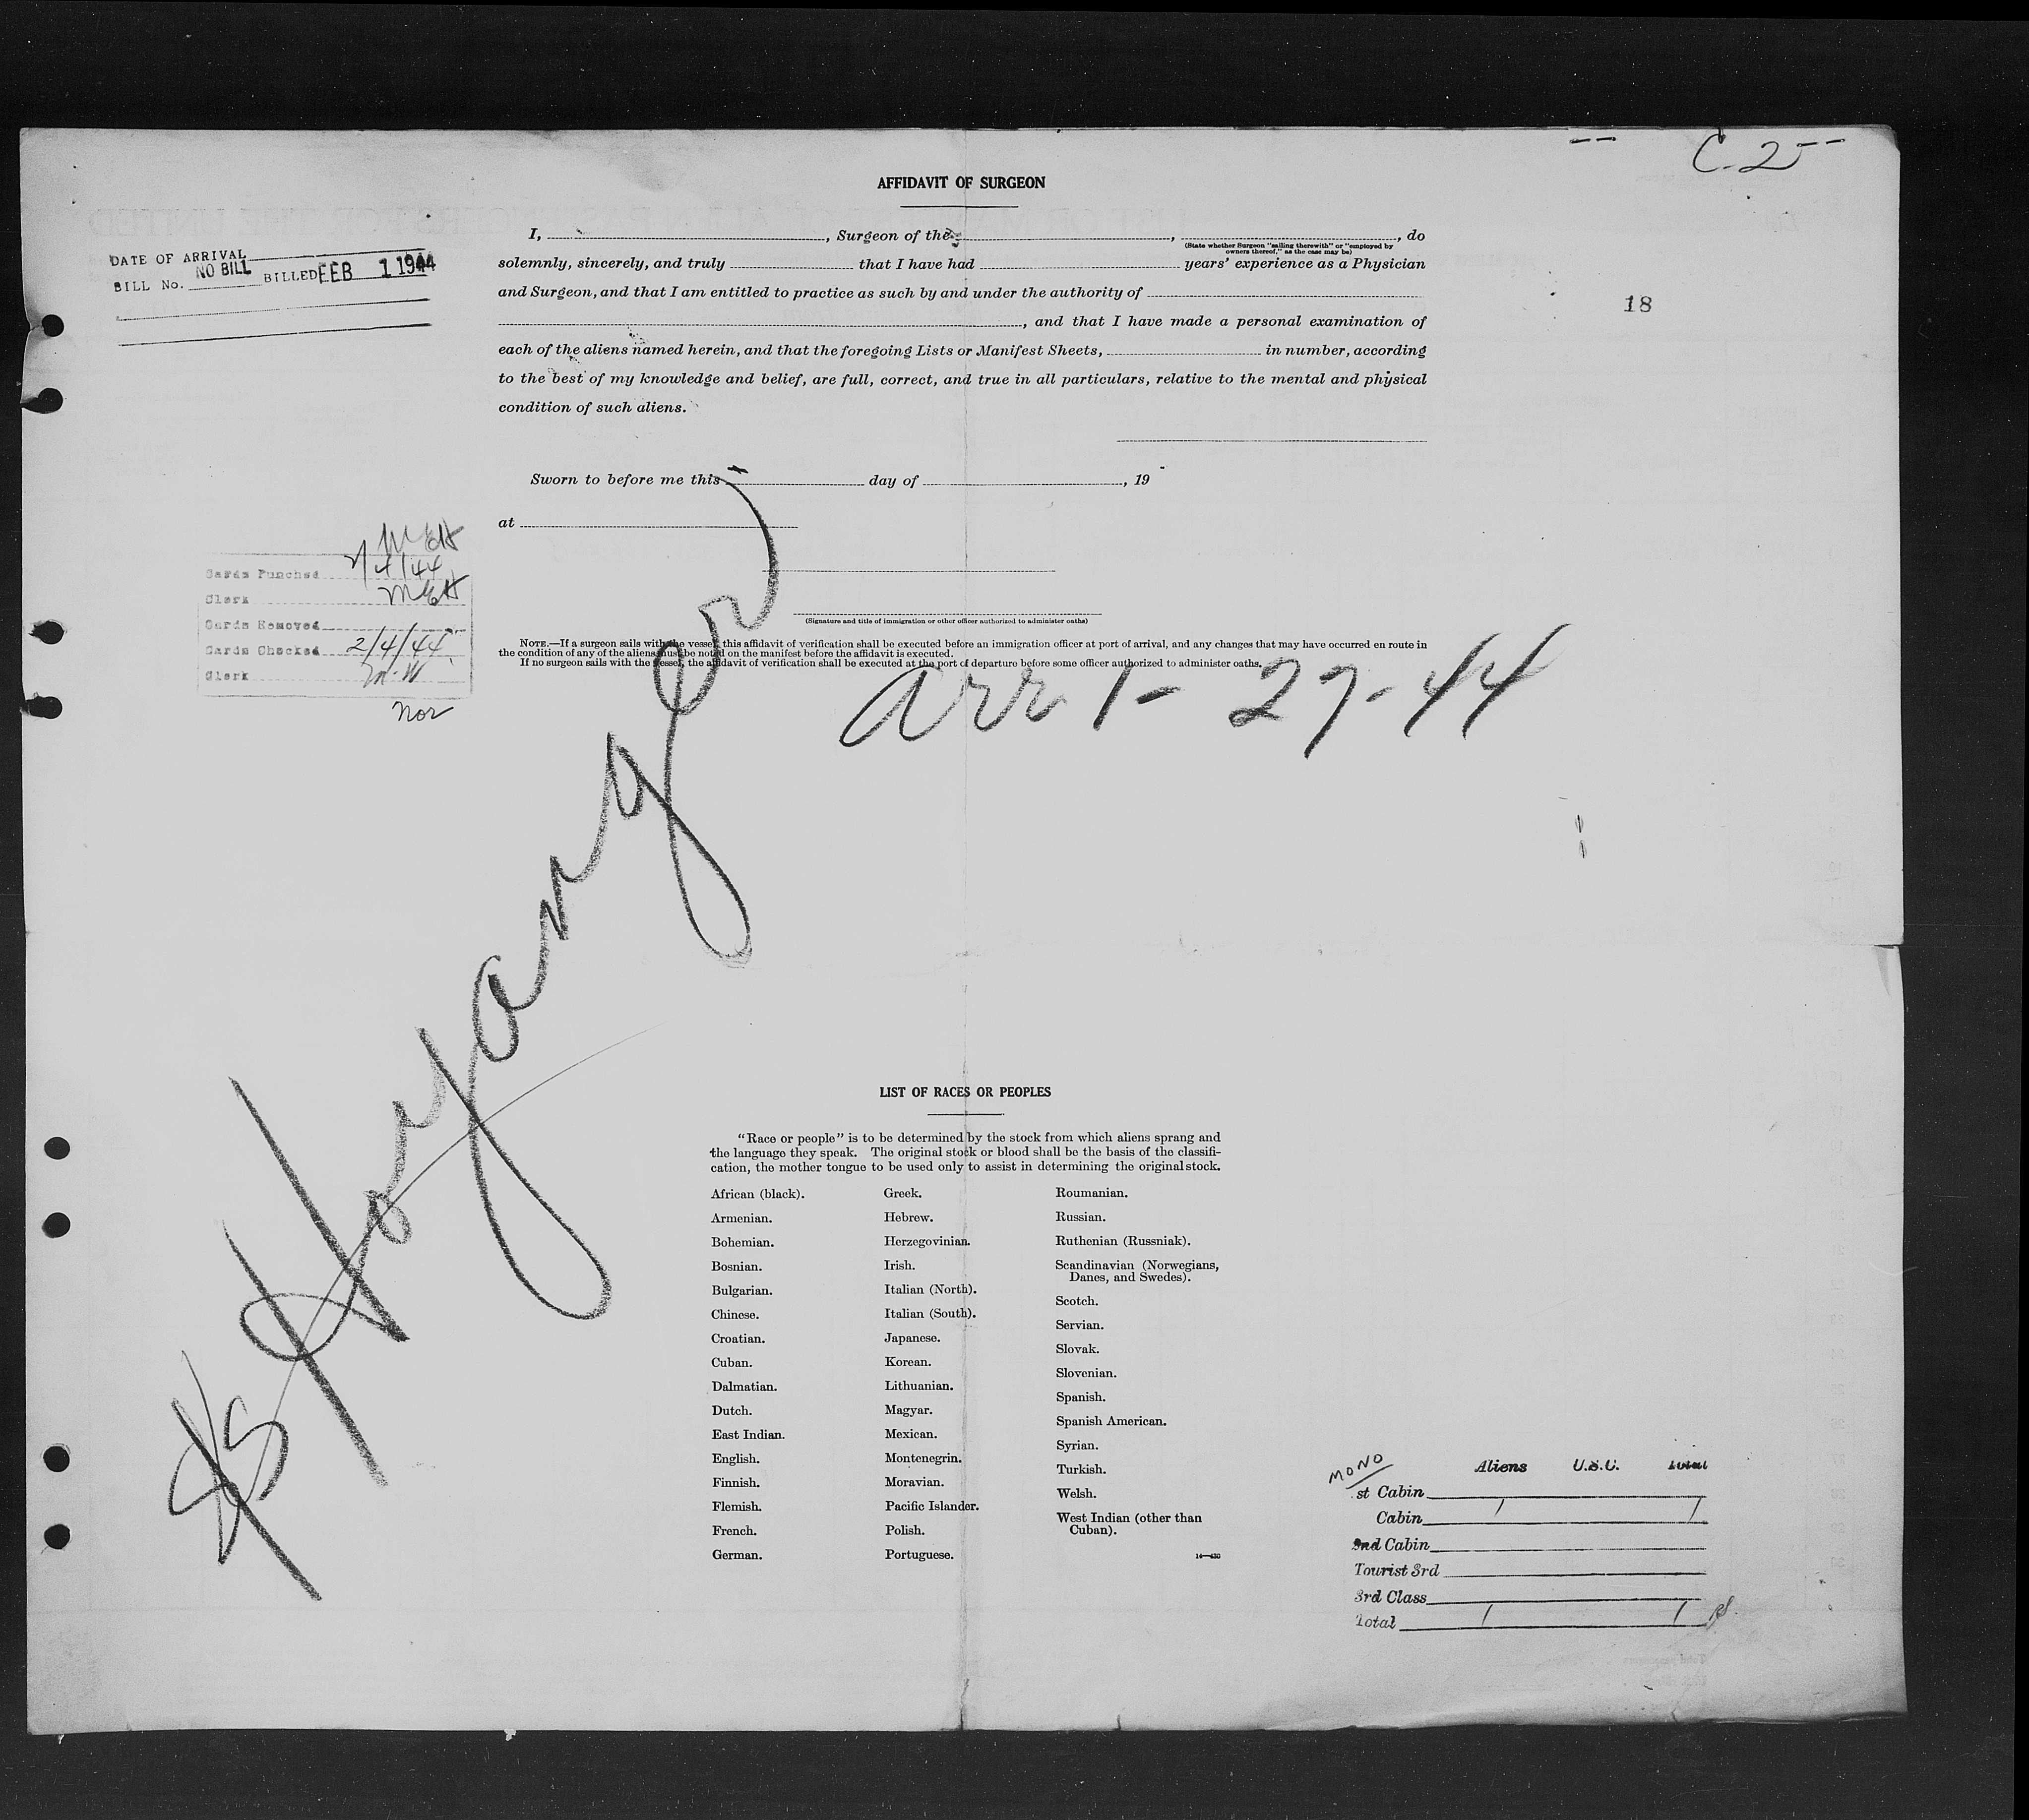 C-25
AFFIDAVIT OF SURGEON
I, , Surgeon of the , , do
(State whether Surgeon "sailing therewith" or "employed by
owners thereof," as the case may be)
solemnly, sincerely, and truly that I have had years' experience as a Physician
and Surgeon, and that I am entitled to practice as such by and under the authority of
, and that I have made a personal examination of
each of the aliens named herein, and that the foregoing Lists or Manifest Sheets, in number, according
to the best of my knowledge and belief, are full, correct, and true in all particulars, relative to the mental and physical
condition of such aliens.
DATE OF ARRIVAL
BILL No. NO BILL BILLED FEB 1 1944
18
Sworn to before me this day of , 19
at
(Signature and title of immigration or other officer authorized to administer oaths)
NOTE.—If a surgeon sails with the vessel, this affidavit of verification shall be executed before an immigration officer at port of arrival, and any changes that may have occurred en route in
the condition of any of the aliens must be noted on the manifest before the affidavit is executed.
If no surgeon sails with the vessel, the affidavit of verification shall be executed at the port of departure before some officer authorized to administer oaths.
Cards Punched 2/4/44
Clerk MEH
Cards Removed
Cards Checked 2/4/44
Clerk M.W
Nor
Arr 1-27-44
SS Hoyanger
LIST OF RACES OR PEOPLES
"Race or people" is to be determined by the stock from which aliens sprang and
the language they speak. The original stock or blood shall be the basis of the classifi-
cation, the mother tongue to be used only to assist in determining the original stock.
African (black).
Armenian.
Bohemian.
Bosnian.
Bulgarian.
Chinese.
Croatian.
Cuban.
Dalmatian.
Dutch.
East Indian.
English.
Finnish.
Flemish.
French.
German.
Greek.
Hebrew.
Herzegovinian.
Irish.
Italian (North).
Italian (South).
Japanese.
Korean.
Lithuanian.
Magyar.
Mexican.
Montenegrin.
Moravian.
Pacific Islander.
Polish.
Portuguese.
Roumanian.
Russian.
Ruthenian (Russniak).
Scandinavian (Norwegians,
Danes, and Swedes).
Scotch.
Servian.
Slovak.
Slovenian.
Spanish.
Spanish American.
Syrian.
Turkish.
Welsh.
West Indian (other than
Cuban).
MONO
Aliens U.S.C. Total
st Cabin
Cabin 1 1
2nd Cabin
Tourist 3rd
3rd Class
Total 1 1